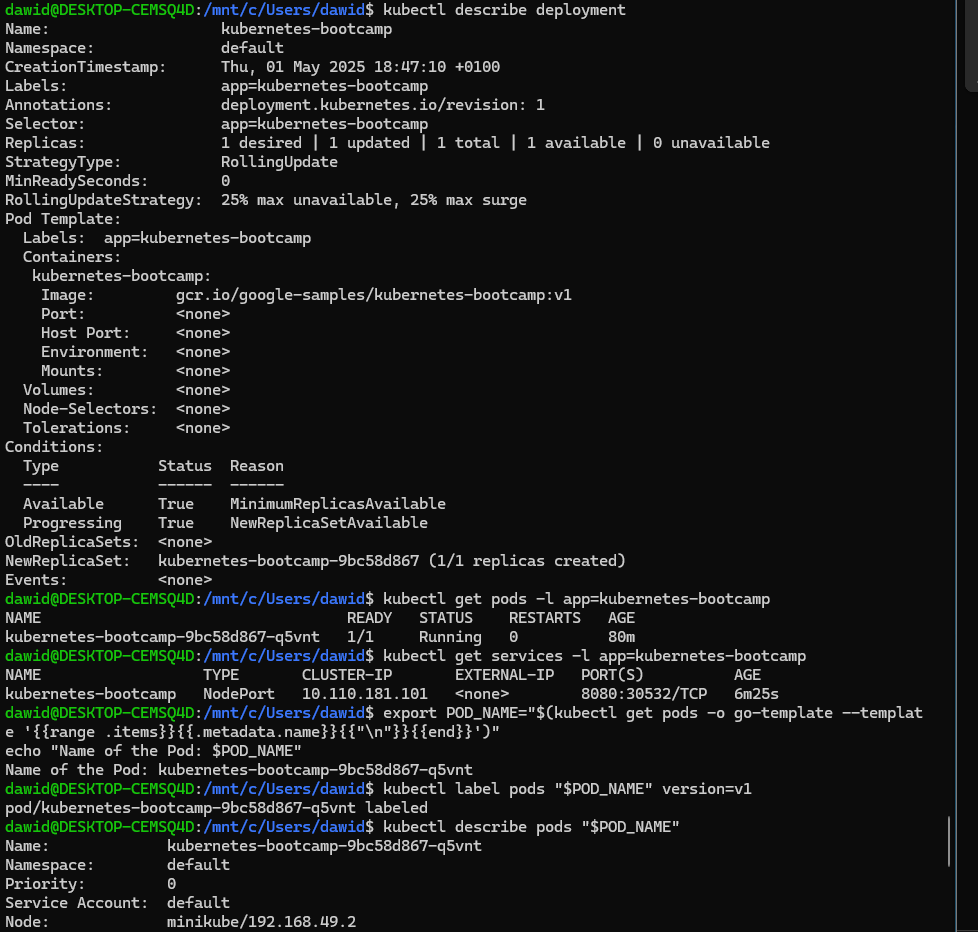 dawid@DESKTOP-CEMSQ4D:/mnt/c/Users/dawid$ kubectl describe deployment
Name:                   kubernetes-bootcamp
Namespace:              default
CreationTimestamp:      Thu, 01 May 2025 18:47:10 +0100
Labels:                 app=kubernetes-bootcamp
Annotations:            deployment.kubernetes.io/revision: 1
Selector:               app=kubernetes-bootcamp
Replicas:               1 desired | 1 updated | 1 total | 1 available | 0 unavailable
StrategyType:           RollingUpdate
MinReadySeconds:        0
RollingUpdateStrategy:  25% max unavailable, 25% max surge
Pod Template:
  Labels:  app=kubernetes-bootcamp
  Containers:
   kubernetes-bootcamp:
    Image:         gcr.io/google-samples/kubernetes-bootcamp:v1
    Port:          <none>
    Host Port:     <none>
    Environment:   <none>
    Mounts:        <none>
  Volumes:         <none>
  Node-Selectors:  <none>
  Tolerations:     <none>
Conditions:
  Type           Status  Reason
  ----           ------  ------
  Available      True    MinimumReplicasAvailable
  Progressing    True    NewReplicaSetAvailable
OldReplicaSets:  <none>
NewReplicaSet:   kubernetes-bootcamp-9bc58d867 (1/1 replicas created)
Events:          <none>
dawid@DESKTOP-CEMSQ4D:/mnt/c/Users/dawid$ kubectl get pods -l app=kubernetes-bootcamp
NAME                                  READY   STATUS    RESTARTS   AGE
kubernetes-bootcamp-9bc58d867-q5vnt   1/1     Running   0          80m
dawid@DESKTOP-CEMSQ4D:/mnt/c/Users/dawid$ kubectl get services -l app=kubernetes-bootcamp
NAME                  TYPE       CLUSTER-IP       EXTERNAL-IP   PORT(S)          AGE
kubernetes-bootcamp   NodePort   10.110.181.101   <none>        8080:30532/TCP   6m25s
dawid@DESKTOP-CEMSQ4D:/mnt/c/Users/dawid$ export POD_NAME="$(kubectl get pods -o go-template --templat
e '{{range .items}}{{.metadata.name}}{{"\n"}}{{end}}')"
echo "Name of the Pod: $POD_NAME"
Name of the Pod: kubernetes-bootcamp-9bc58d867-q5vnt
dawid@DESKTOP-CEMSQ4D:/mnt/c/Users/dawid$ kubectl label pods "$POD_NAME" version=v1
pod/kubernetes-bootcamp-9bc58d867-q5vnt labeled
dawid@DESKTOP-CEMSQ4D:/mnt/c/Users/dawid$ kubectl describe pods "$POD_NAME"
Name:             kubernetes-bootcamp-9bc58d867-q5vnt
Namespace:        default
Priority:         0
Service Account:  default
Node:             minikube/192.168.49.2